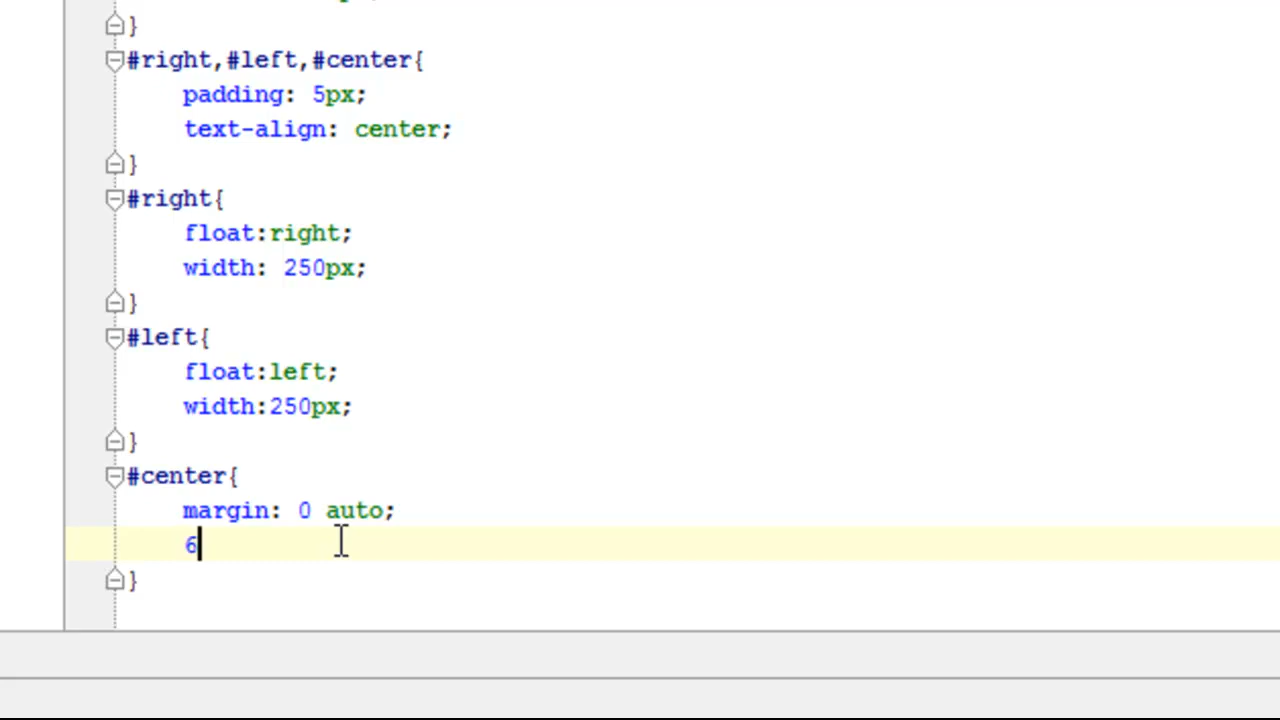 }
#right,#left,#center{
padding: 5px;
text-align: center;
}
#right{
float:right;
width: 250px;
}
#left{
float:left;
width:250px;
}
#center{
margin: 0 auto;
6
}